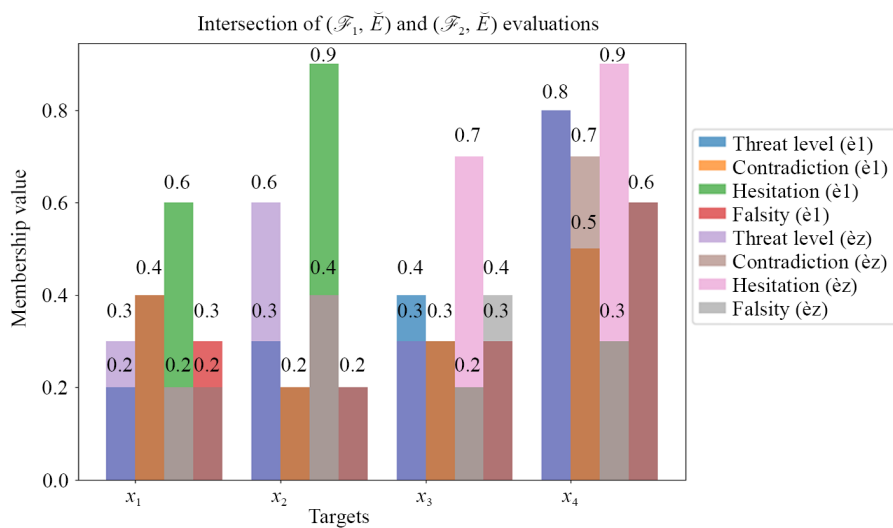 Intersection of (ℱ₁, Ĕ) and (ℱ₂, Ĕ) evaluations
Membership value
0.8
0.6
0.4
0.2
0.0
0.3
0.2
0.4
0.6
0.2
0.3
0.2
0.6
0.3
0.2
0.9
0.4
0.2
0.4
0.3
0.3
0.7
0.2
0.4
0.3
0.8
0.7
0.5
0.9
0.3
0.6
x₁
x₂
x₃
x₄
Targets
Threat level (è1)
Contradiction (è1)
Hesitation (è1)
Falsity (è1)
Threat level (èz)
Contradiction (èz)
Hesitation (èz)
Falsity (èz)